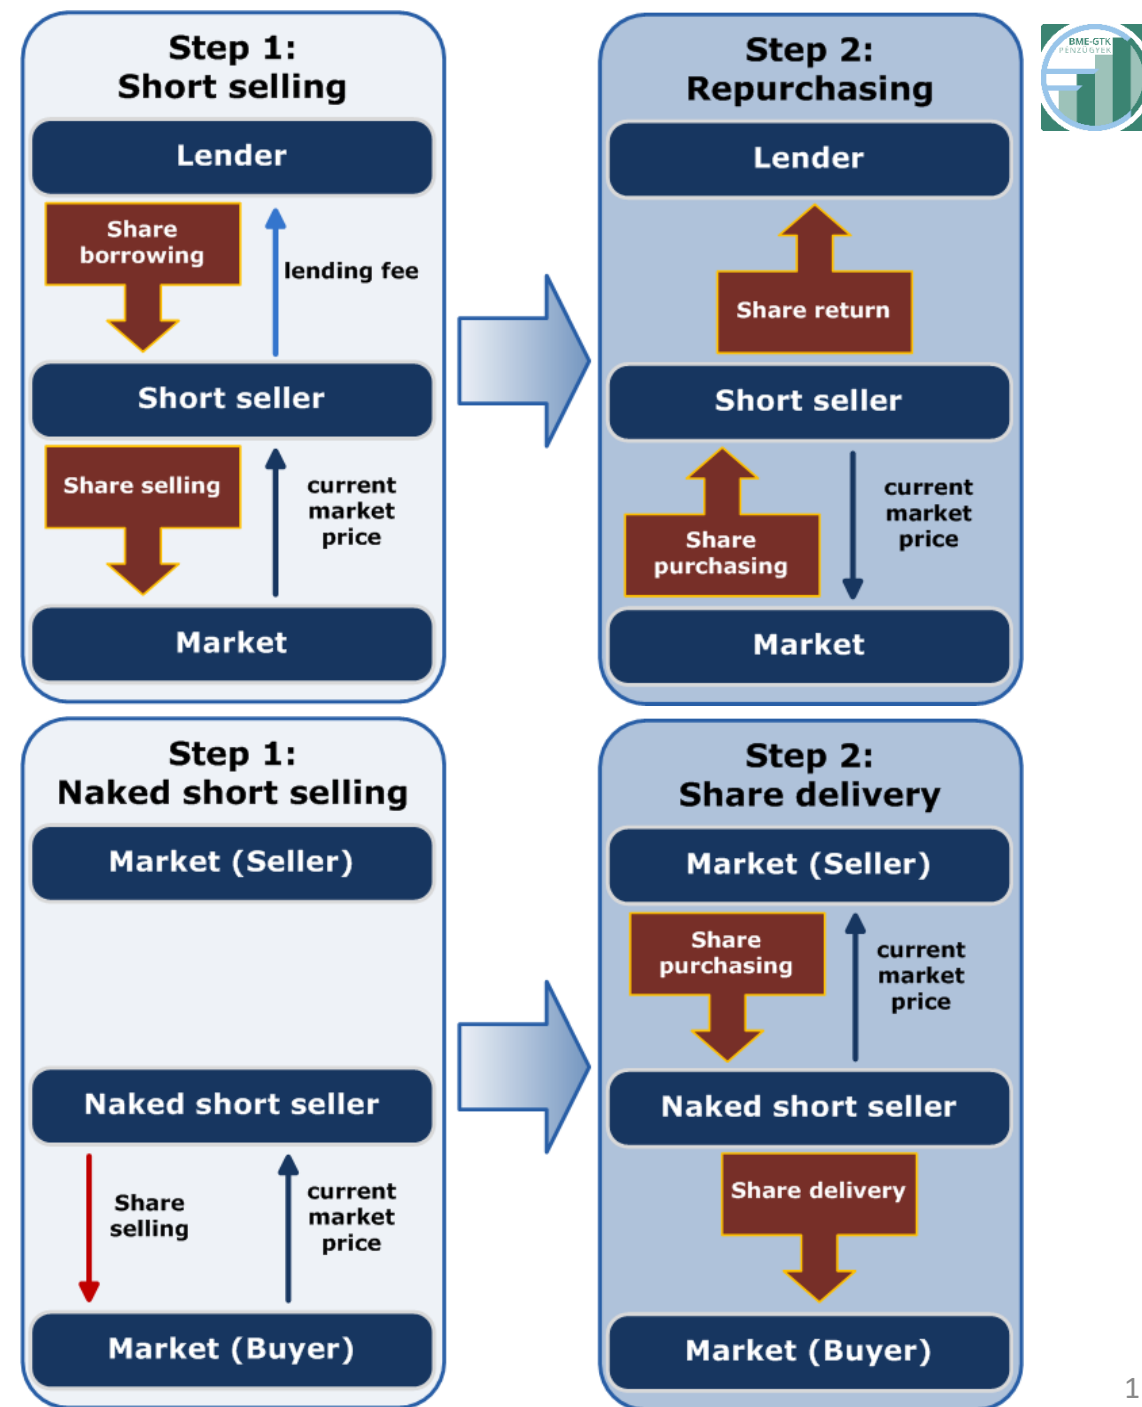 Step 1:
Short selling
Lender
Share
borrowing
lending fee
Short seller
Share selling
current
market
price
Market
Step 2:
Repurchasing
Lender
Share return
Short seller
Share
purchasing
current
market
price
Market
BME-GTK
PÉNZÜGYEK
Step 1:
Naked short selling
Market (Seller)
Naked short seller
Share
selling
current
market
price
Market (Buyer)
Step 2:
Share delivery
Market (Seller)
Share
purchasing
current
market
price
Naked short seller
Share delivery
Market (Buyer)
1